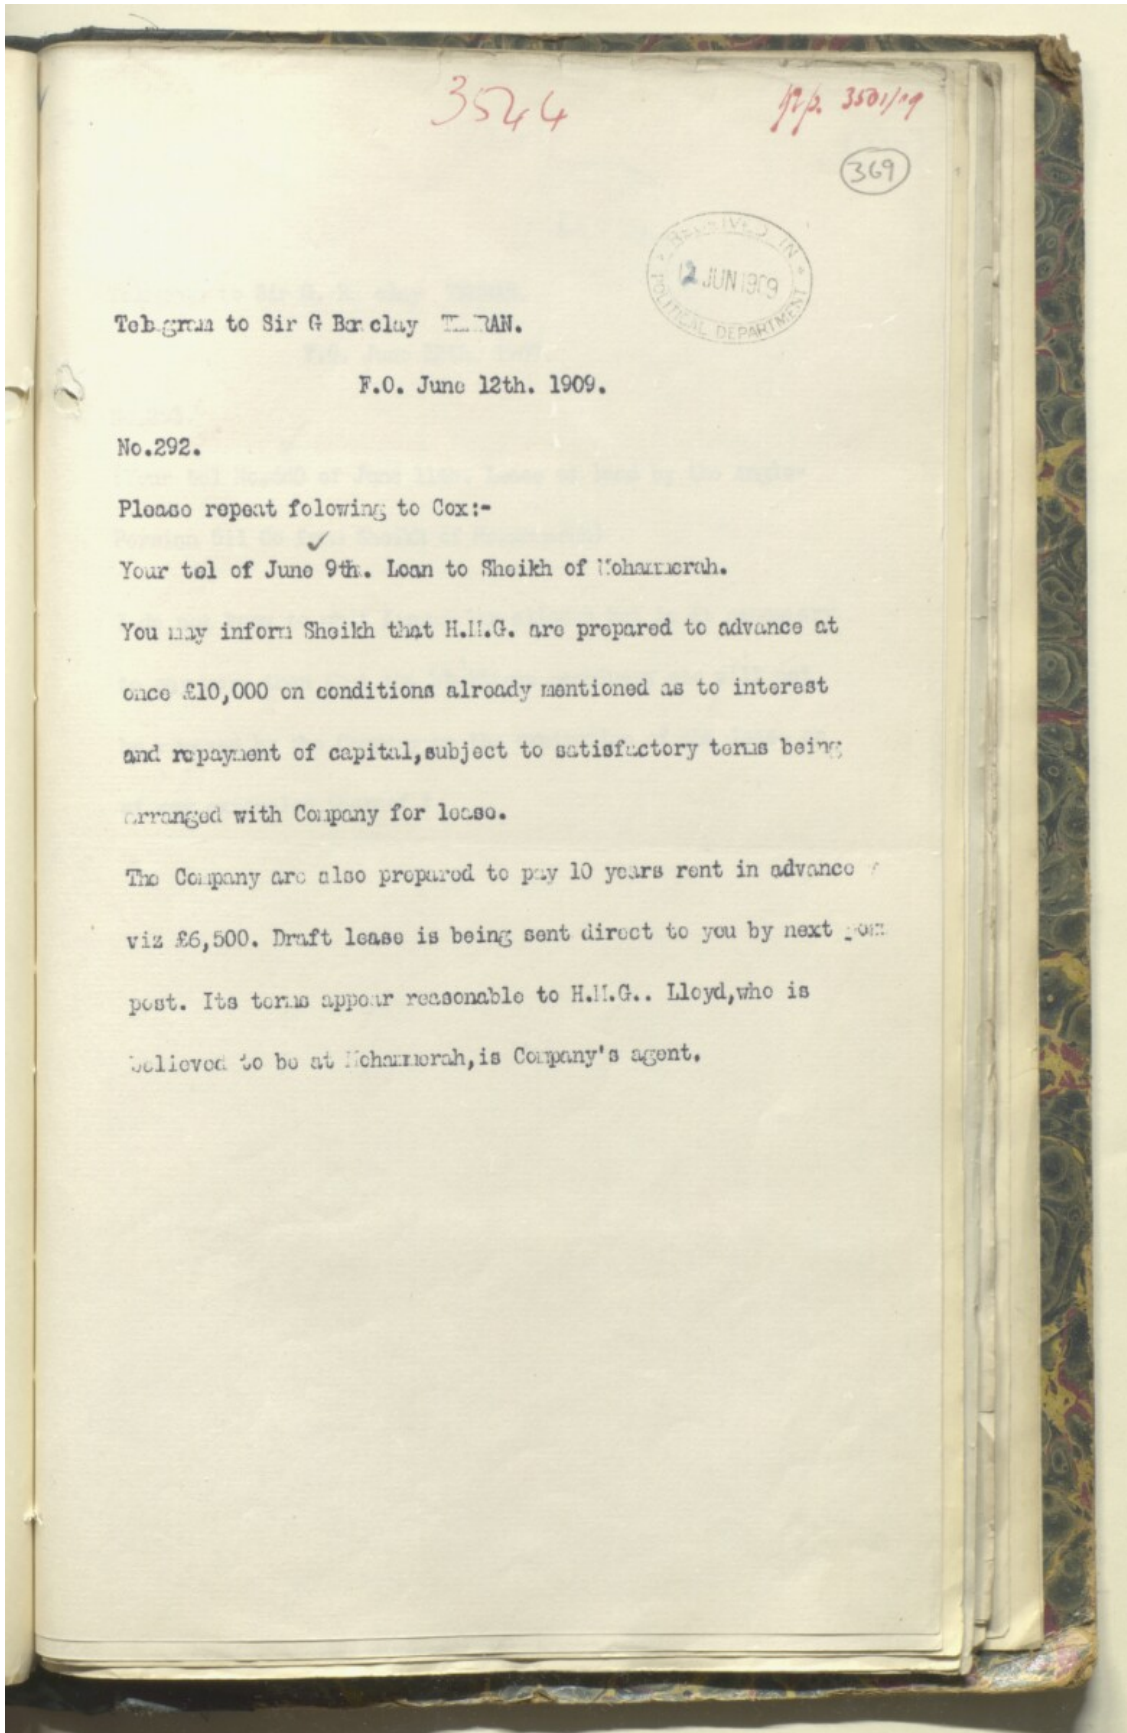 3544
p/p. 3501/09
369
RECEIVED IN
12 JUN 1909
POLITICAL DEPARTMENT
Telegram to Sir G Barclay TEHRAN.
F.O. June 12th. 1909.
No.292.
Please repeat folowing to Cox:-
Your tel of June 9th. Loan to Sheikh of Mohammerah.
You may inform Sheikh that H.M.G. are prepared to advance at
once £10,000 on conditions already mentioned as to interest
and repayment of capital,subject to satisfactory terms being
arranged with Company for lease.
The Company are also prepared to pay 10 years rent in advance
viz £6,500. Draft lease is being sent direct to you by next
post. Its terms appear reasonable to H.M.G.. Lloyd,who is
believed to be at Mohammerah,is Company's agent.